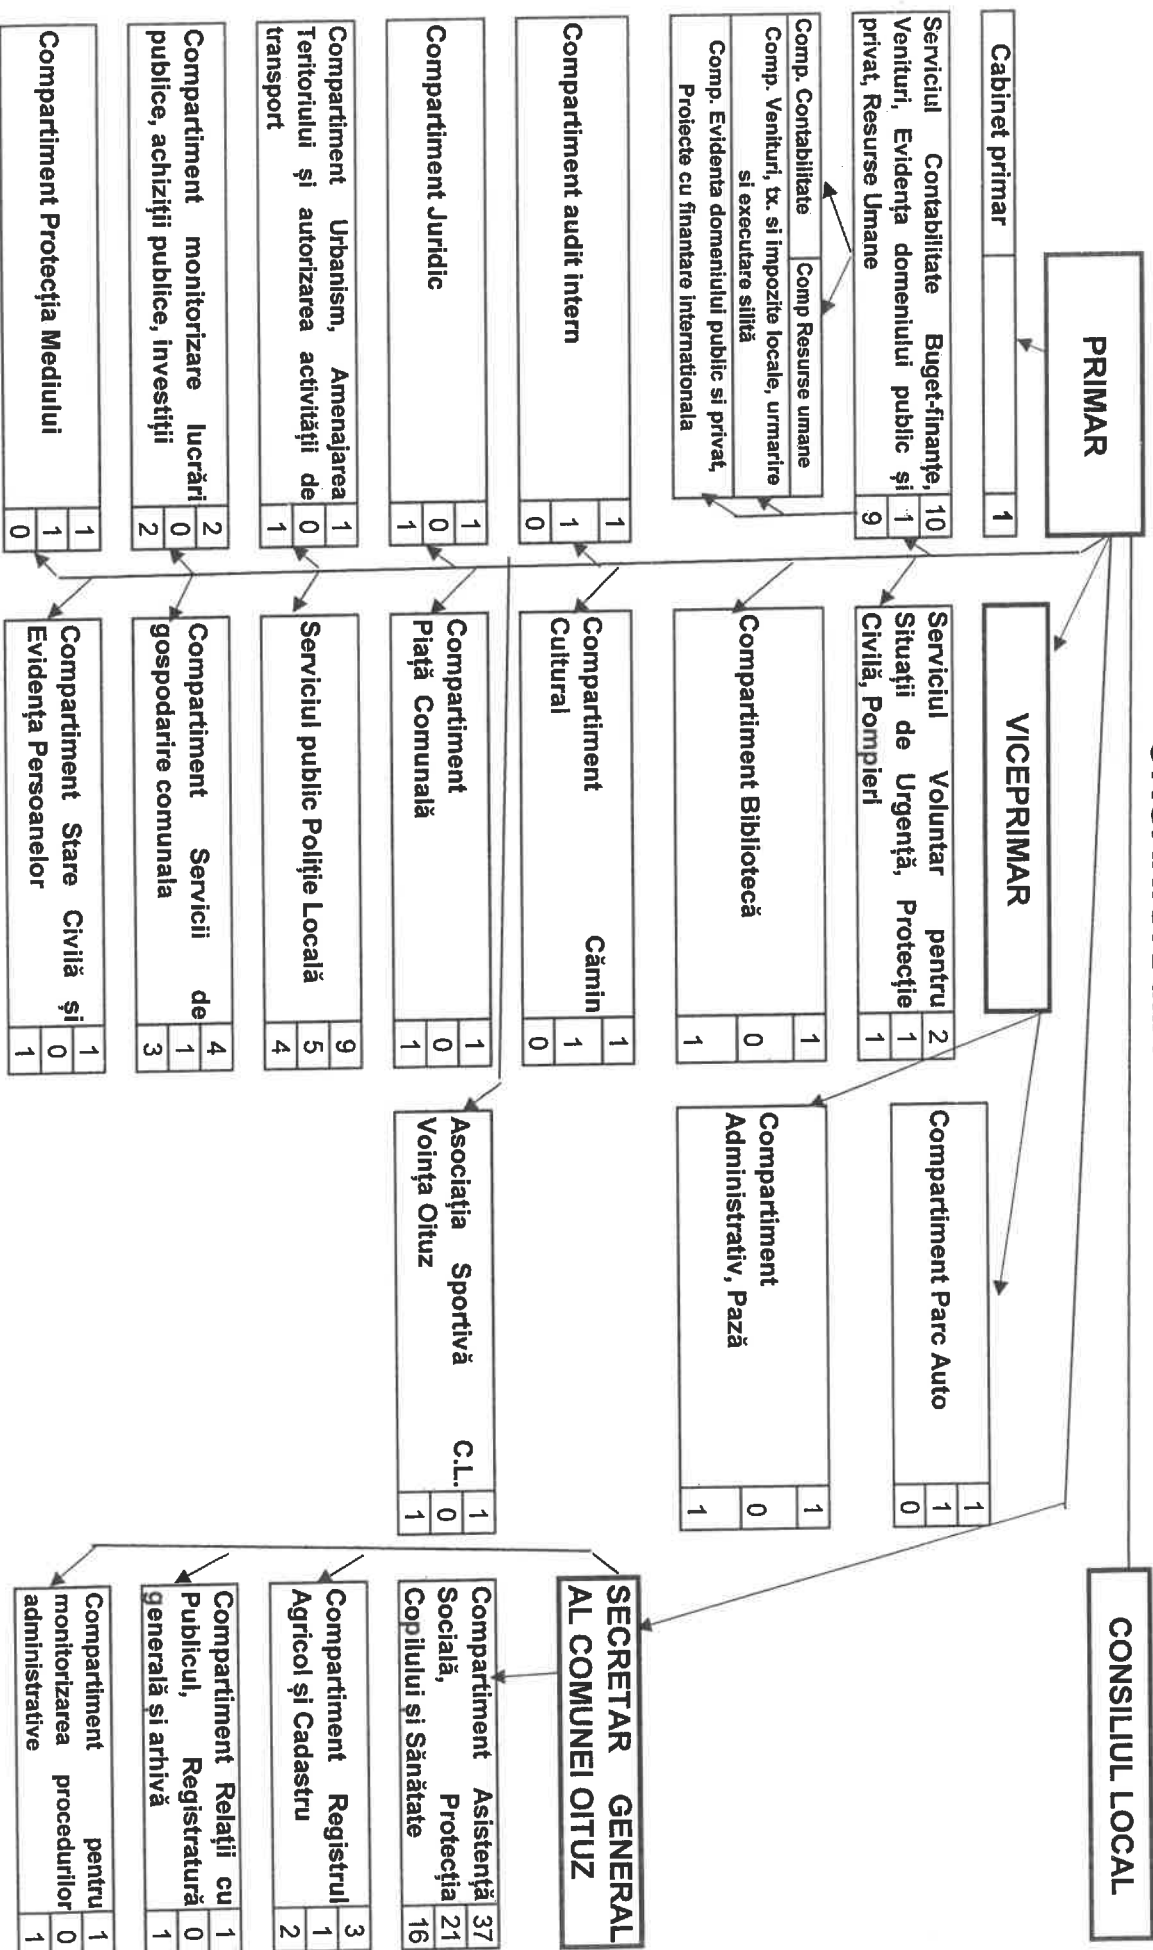 CONSILIUL LOCAL
PRIMAR
VICEPRIMAR
SECRETAR GENERAL
AL COMUNEI OITUZ
Cabinet primar 1
Serviciul Contabilitate Buget-finanțe,
Venituri, Evidența domeniului public și
privat, Resurse Umane
10
1
9
Comp. Contabilitate
Comp Resurse umane
Comp. Venituri, tx. si impozite locale, urmarire
si executare silită
Comp. Evidenta domeniului public si privat,
Proiecte cu finantare internationala
Compartiment audit intern
1
1
0
Compartiment Juridic
1
0
1
Compartiment Urbanism, Amenajarea
Teritoriului și autorizarea activității de
transport
1
0
1
Compartiment monitorizare lucrări
publice, achiziții publice, investiții
2
0
2
Compartiment Protecția Mediului
1
1
0
Serviciul Voluntar pentru
Situații de Urgență, Protecție
Civilă, Pompieri
2
1
1
Compartiment Bibliotecă
1
0
1
Compartiment Cămin
Cultural
1
1
0
Compartiment
Piață Comunală
1
0
1
Serviciul public Poliție Locală
9
5
4
Compartiment Servicii de
gospodarire comunala
4
1
3
Compartiment Stare Civilă și
Evidența Persoanelor
1
0
1
Compartiment Parc Auto
1
1
0
Compartiment
Administrativ, Pază
1
0
1
Asociația Sportivă C.L.
Voința Oituz
1
0
1
Compartiment Asistență
Socială, Protecția
Copilului și Sănătate
37
21
16
Compartiment Registrul
Agricol și Cadastru
3
1
2
Compartiment Relații cu
Publicul, Registratură
generală și arhivă
1
0
1
Compartiment pentru
monitorizarea procedurilor
administrative
1
0
1